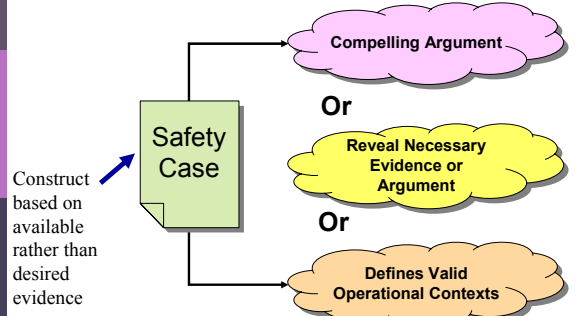 Compelling Argument
Or
Safety
Case
Reveal Necessary
Evidence or
Argument
Construct
based on
available
rather than
desired
evidence
Or
Defines Valid
Operational Contexts